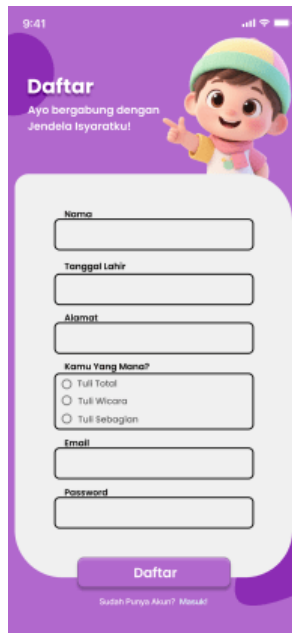 9:41
Daftar
Ayo bergabung dengan
Jendela Isyaratku!
Nama
Tanggal Lahir
Alamat
Kamu Yang Mana?
Tuli Total
Tuli Wicara
Tuli Sebagian
Email
Password
Daftar
Sudah Punya Akun? Masuk!